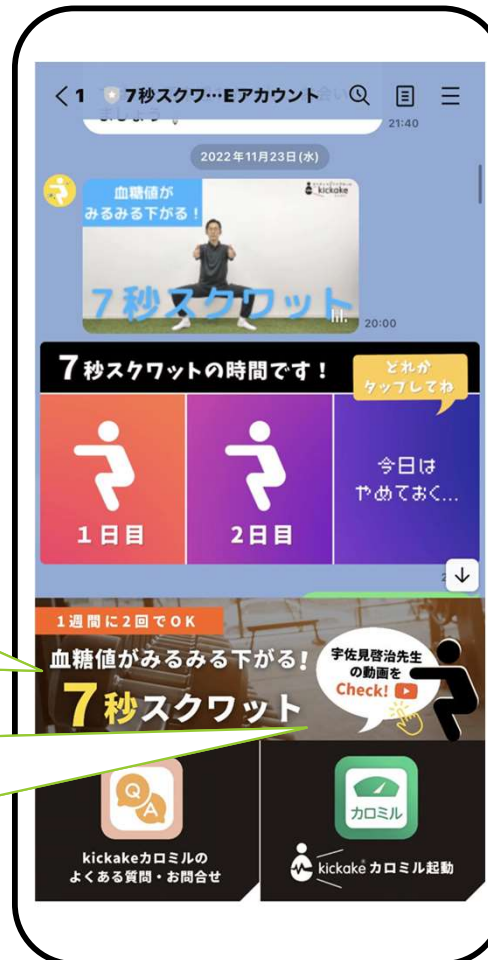 1
7秒スクワ…Eアカウント
21:40
2022年11月23日(水)
血糖値が
みるみる下がる！
kickake
7秒スクワット
20:00
7秒スクワットの時間です！
どれか
タップしてね
1日目
2日目
今日は
やめておく…
1週間に2回でOK
血糖値がみるみる下がる！
7秒スクワット
宇佐見啓治先生
の動画を
Check!
Q
A
カロミル
kickakeカロミルの
よくある質問・お問合せ
kickake カロミル起動